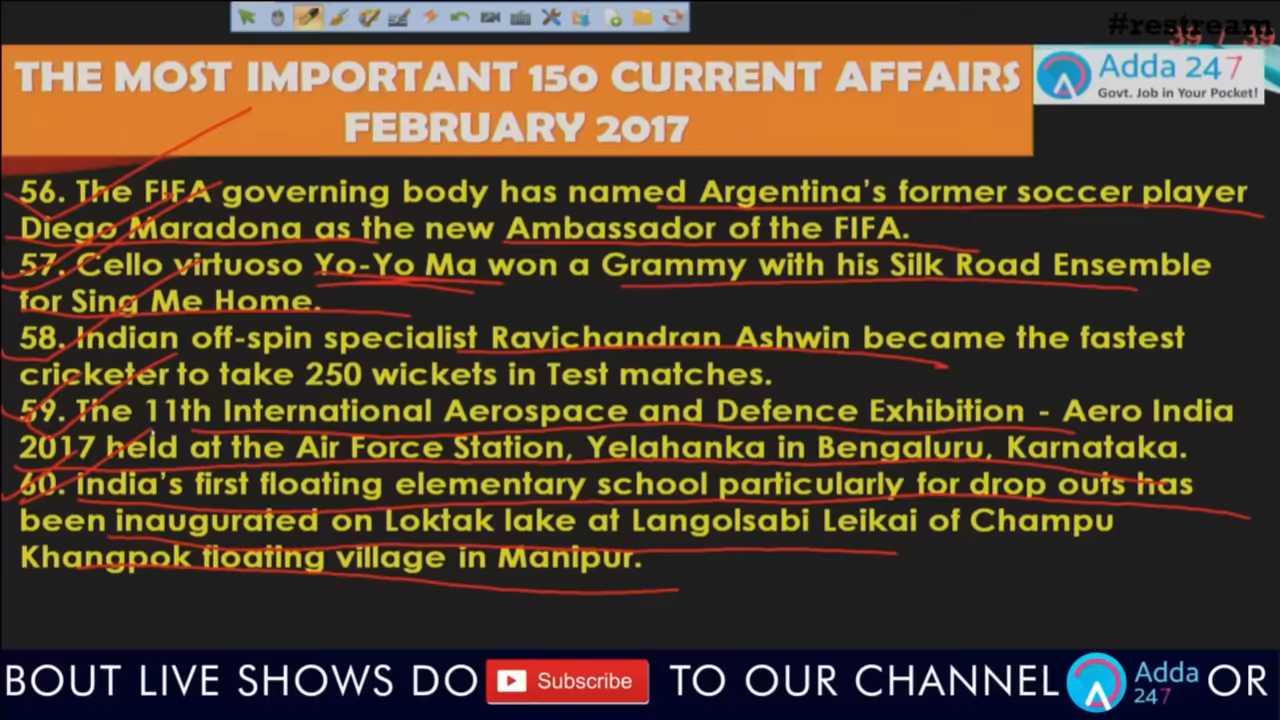 #restream
39 / 39
THE MOST IMPORTANT 150 CURRENT AFFAIRS
FEBRUARY 2017
Adda 247
Govt. Job in Your Pocket!
56. The FIFA governing body has named Argentina's former soccer player
Diego Maradona as the new Ambassador of the FIFA.
57. Cello virtuoso Yo-Yo Ma won a Grammy with his Silk Road Ensemble
for Sing Me Home.
58. Indian off-spin specialist Ravichandran Ashwin became the fastest
cricketer to take 250 wickets in Test matches.
59. The 11th International Aerospace and Defence Exhibition - Aero India
2017 held at the Air Force Station, Yelahanka in Bengaluru, Karnataka.
60. India's first floating elementary school particularly for drop outs has
been inaugurated on Loktak lake at Langolsabi Leikai of Champu
Khangpok floating village in Manipur.
BOUT LIVE SHOWS DO Subscribe TO OUR CHANNEL Adda 247 OR